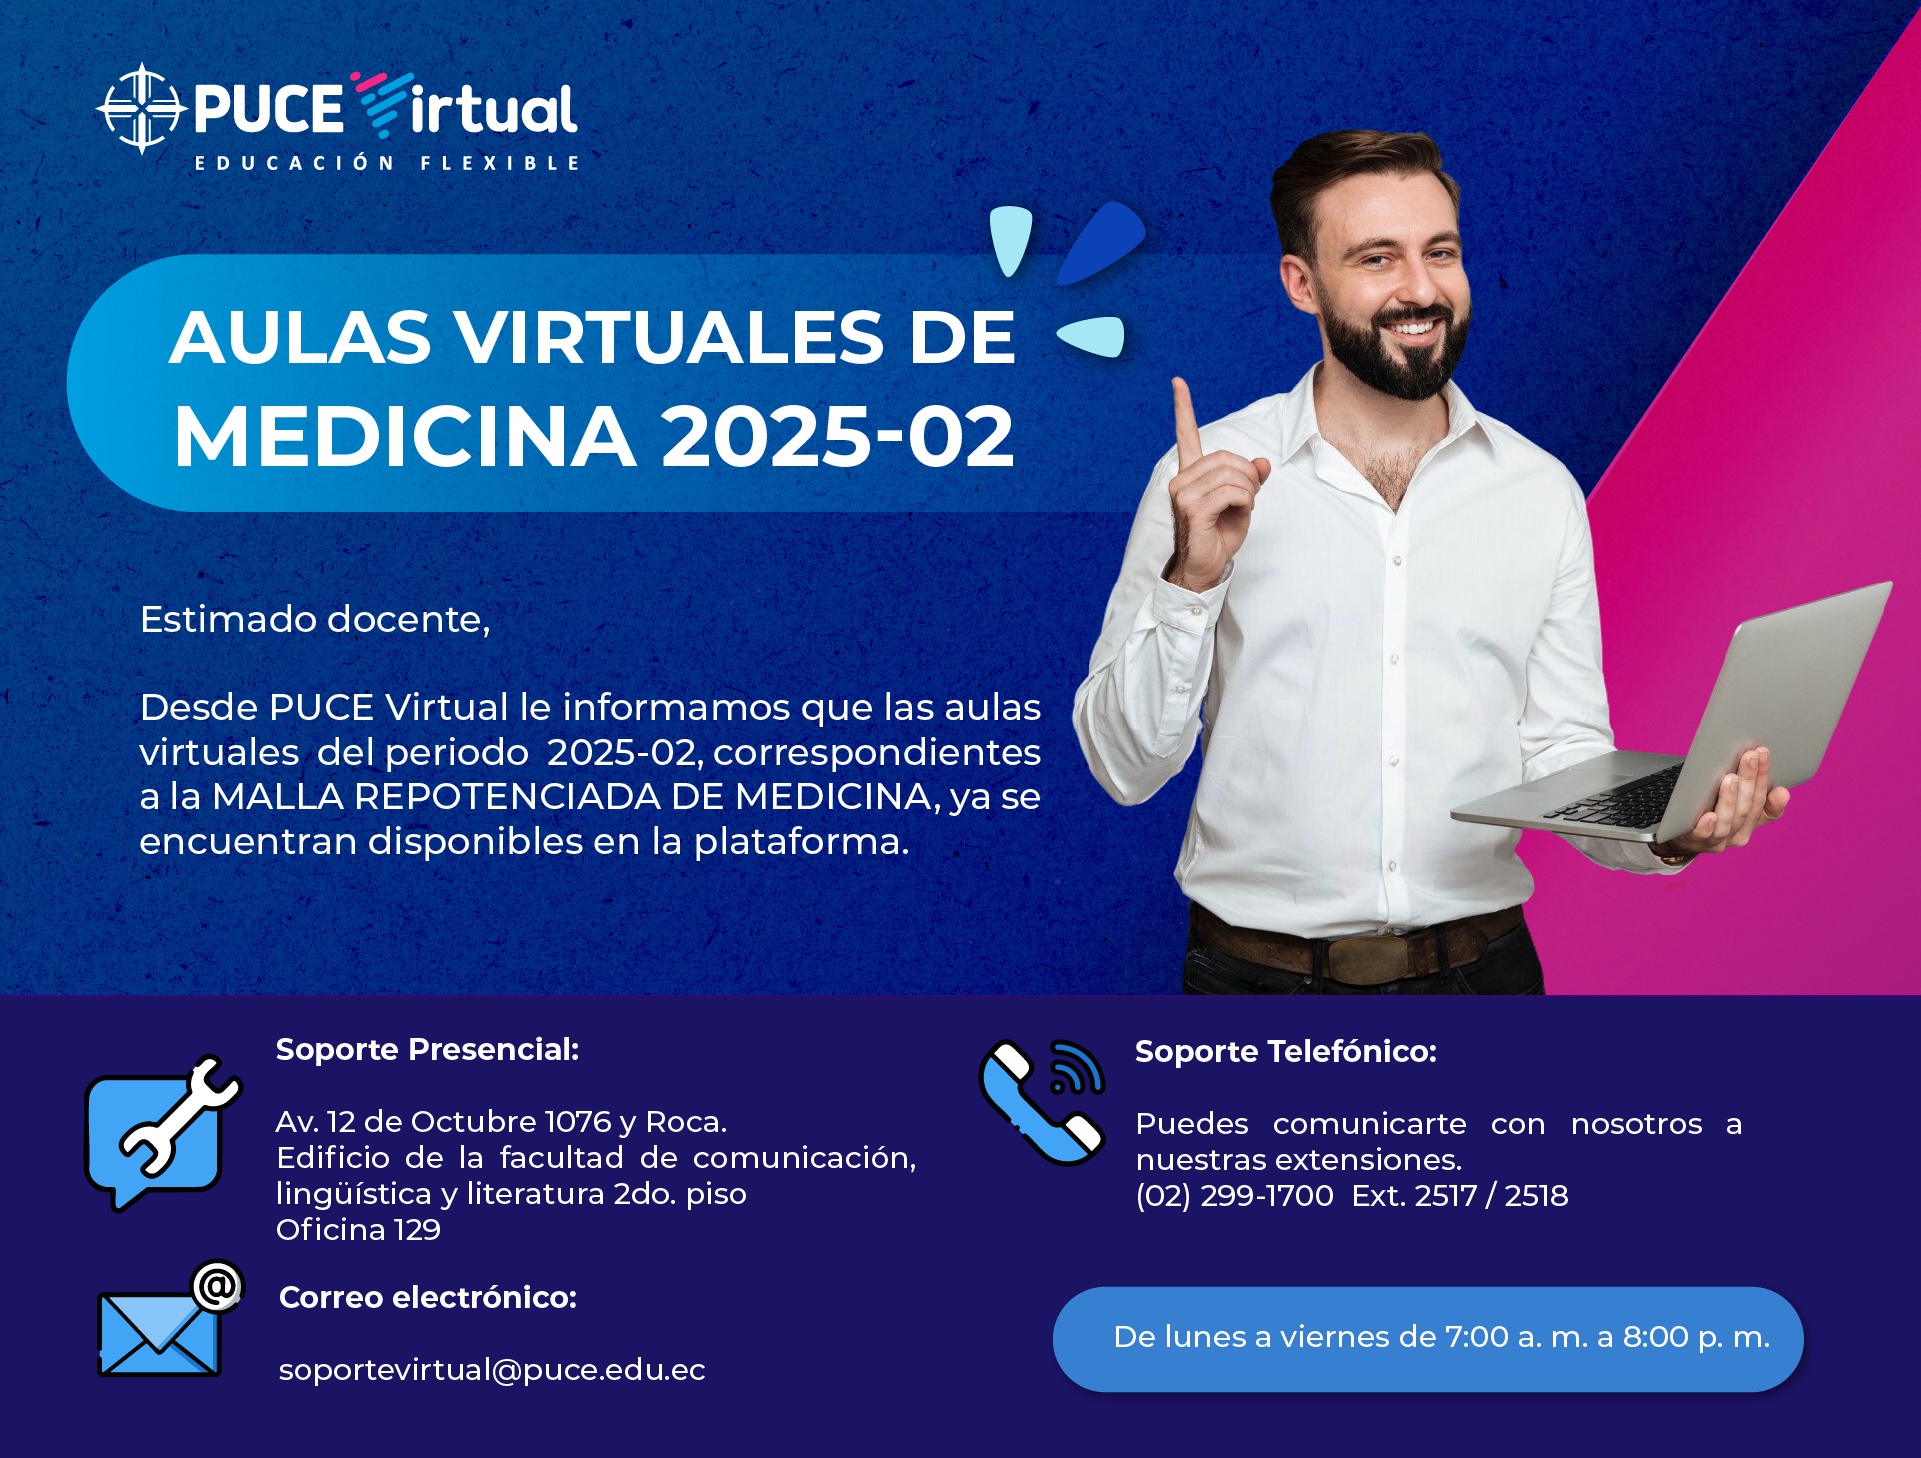 PUCE Virtual
EDUCACIÓN FLEXIBLE
AULAS VIRTUALES DE
MEDICINA 2025-02
Estimado docente,
Desde PUCE Virtual le informamos que las aulas
virtuales del periodo 2025-02, correspondientes
a la MALLA REPOTENCIADA DE MEDICINA, ya se
encuentran disponibles en la plataforma.
Soporte Presencial:
Av. 12 de Octubre 1076 y Roca.
Edificio de la facultad de comunicación,
lingüística y literatura 2do. piso
Oficina 129
Correo electrónico:
soportevirtual@puce.edu.ec
Soporte Telefónico:
Puedes comunicarte con nosotros a
nuestras extensiones.
(02) 299-1700 Ext. 2517 / 2518
De lunes a viernes de 7:00 a. m. a 8:00 p. m.